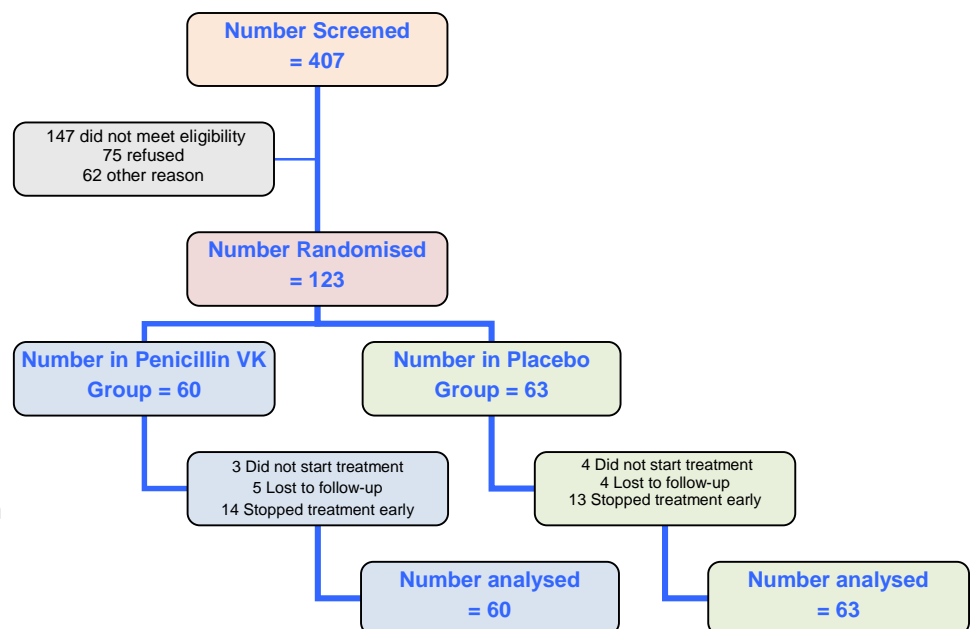 Number Screened
= 407
147 did not meet eligibility
75 refused
62 other reason
Number Randomised
= 123
Number in Penicillin VK
Group = 60
Number in Placebo
Group = 63
3 Did not start treatment
5 Lost to follow-up
14 Stopped treatment early
4 Did not start treatment
4 Lost to follow-up
13 Stopped treatment early
Number analysed
= 60
Number analysed
= 63